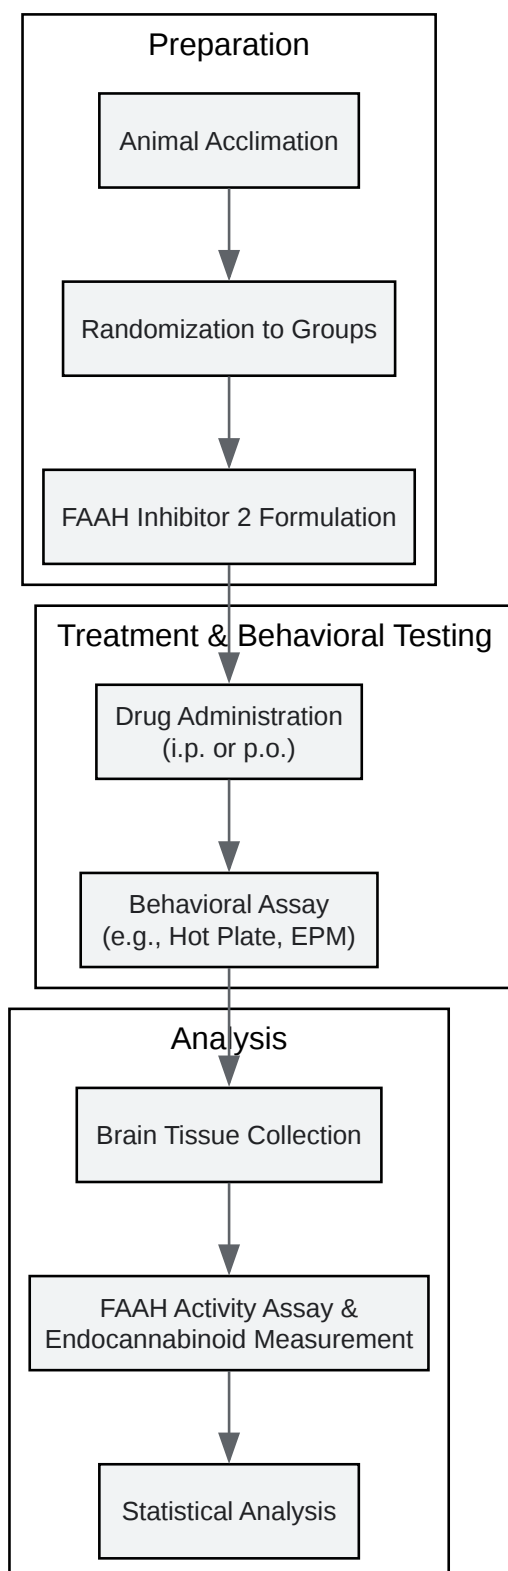 Preparation
Animal Acclimation
Randomization to Groups
FAAH Inhibitor 2 Formulation
Treatment & Behavioral Testing
Drug Administration
(i.p. or p.o.)
Behavioral Assay
(e.g., Hot Plate, EPM)
Analysis
Brain Tissue Collection
FAAH Activity Assay &
Endocannabinoid Measurement
Statistical Analysis